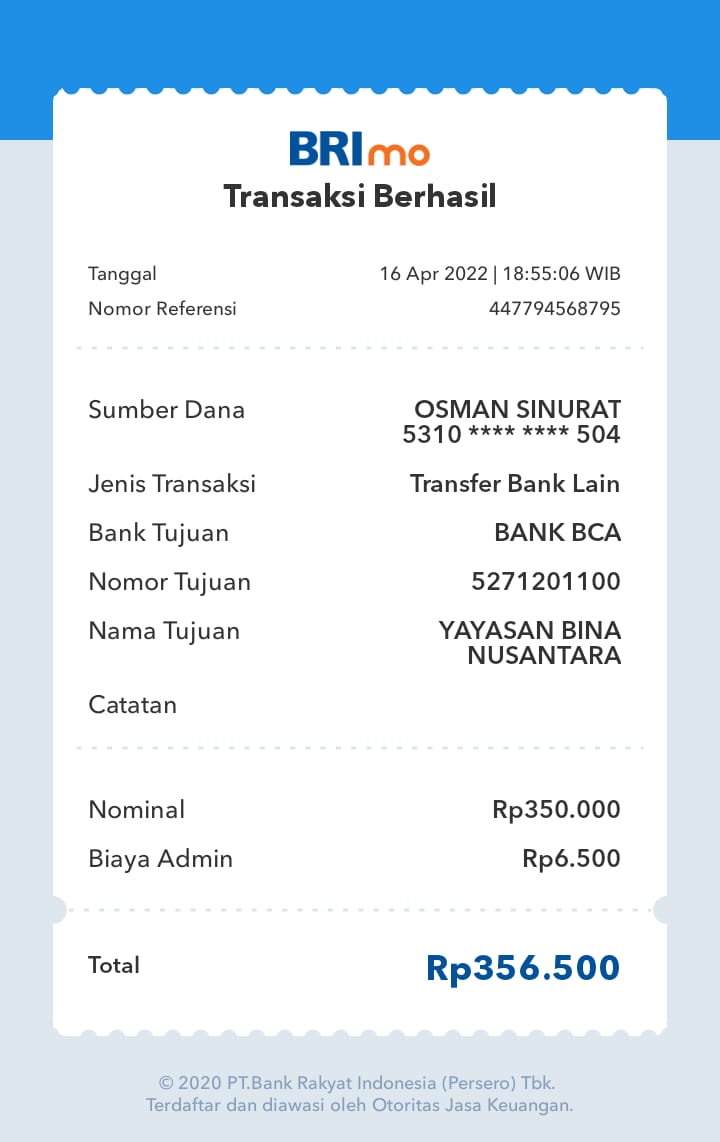 BRImo
Transaksi Berhasil
Tanggal 16 Apr 2022 | 18:55:06 WIB
Nomor Referensi 447794568795
Sumber Dana OSMAN SINURAT
5310 **** **** 504
Jenis Transaksi Transfer Bank Lain
Bank Tujuan BANK BCA
Nomor Tujuan 5271201100
Nama Tujuan YAYASAN BINA
NUSANTARA
Catatan
Nominal Rp350.000
Biaya Admin Rp6.500
Total Rp356.500
© 2020 PT.Bank Rakyat Indonesia (Persero) Tbk.
Terdaftar dan diawasi oleh Otoritas Jasa Keuangan.